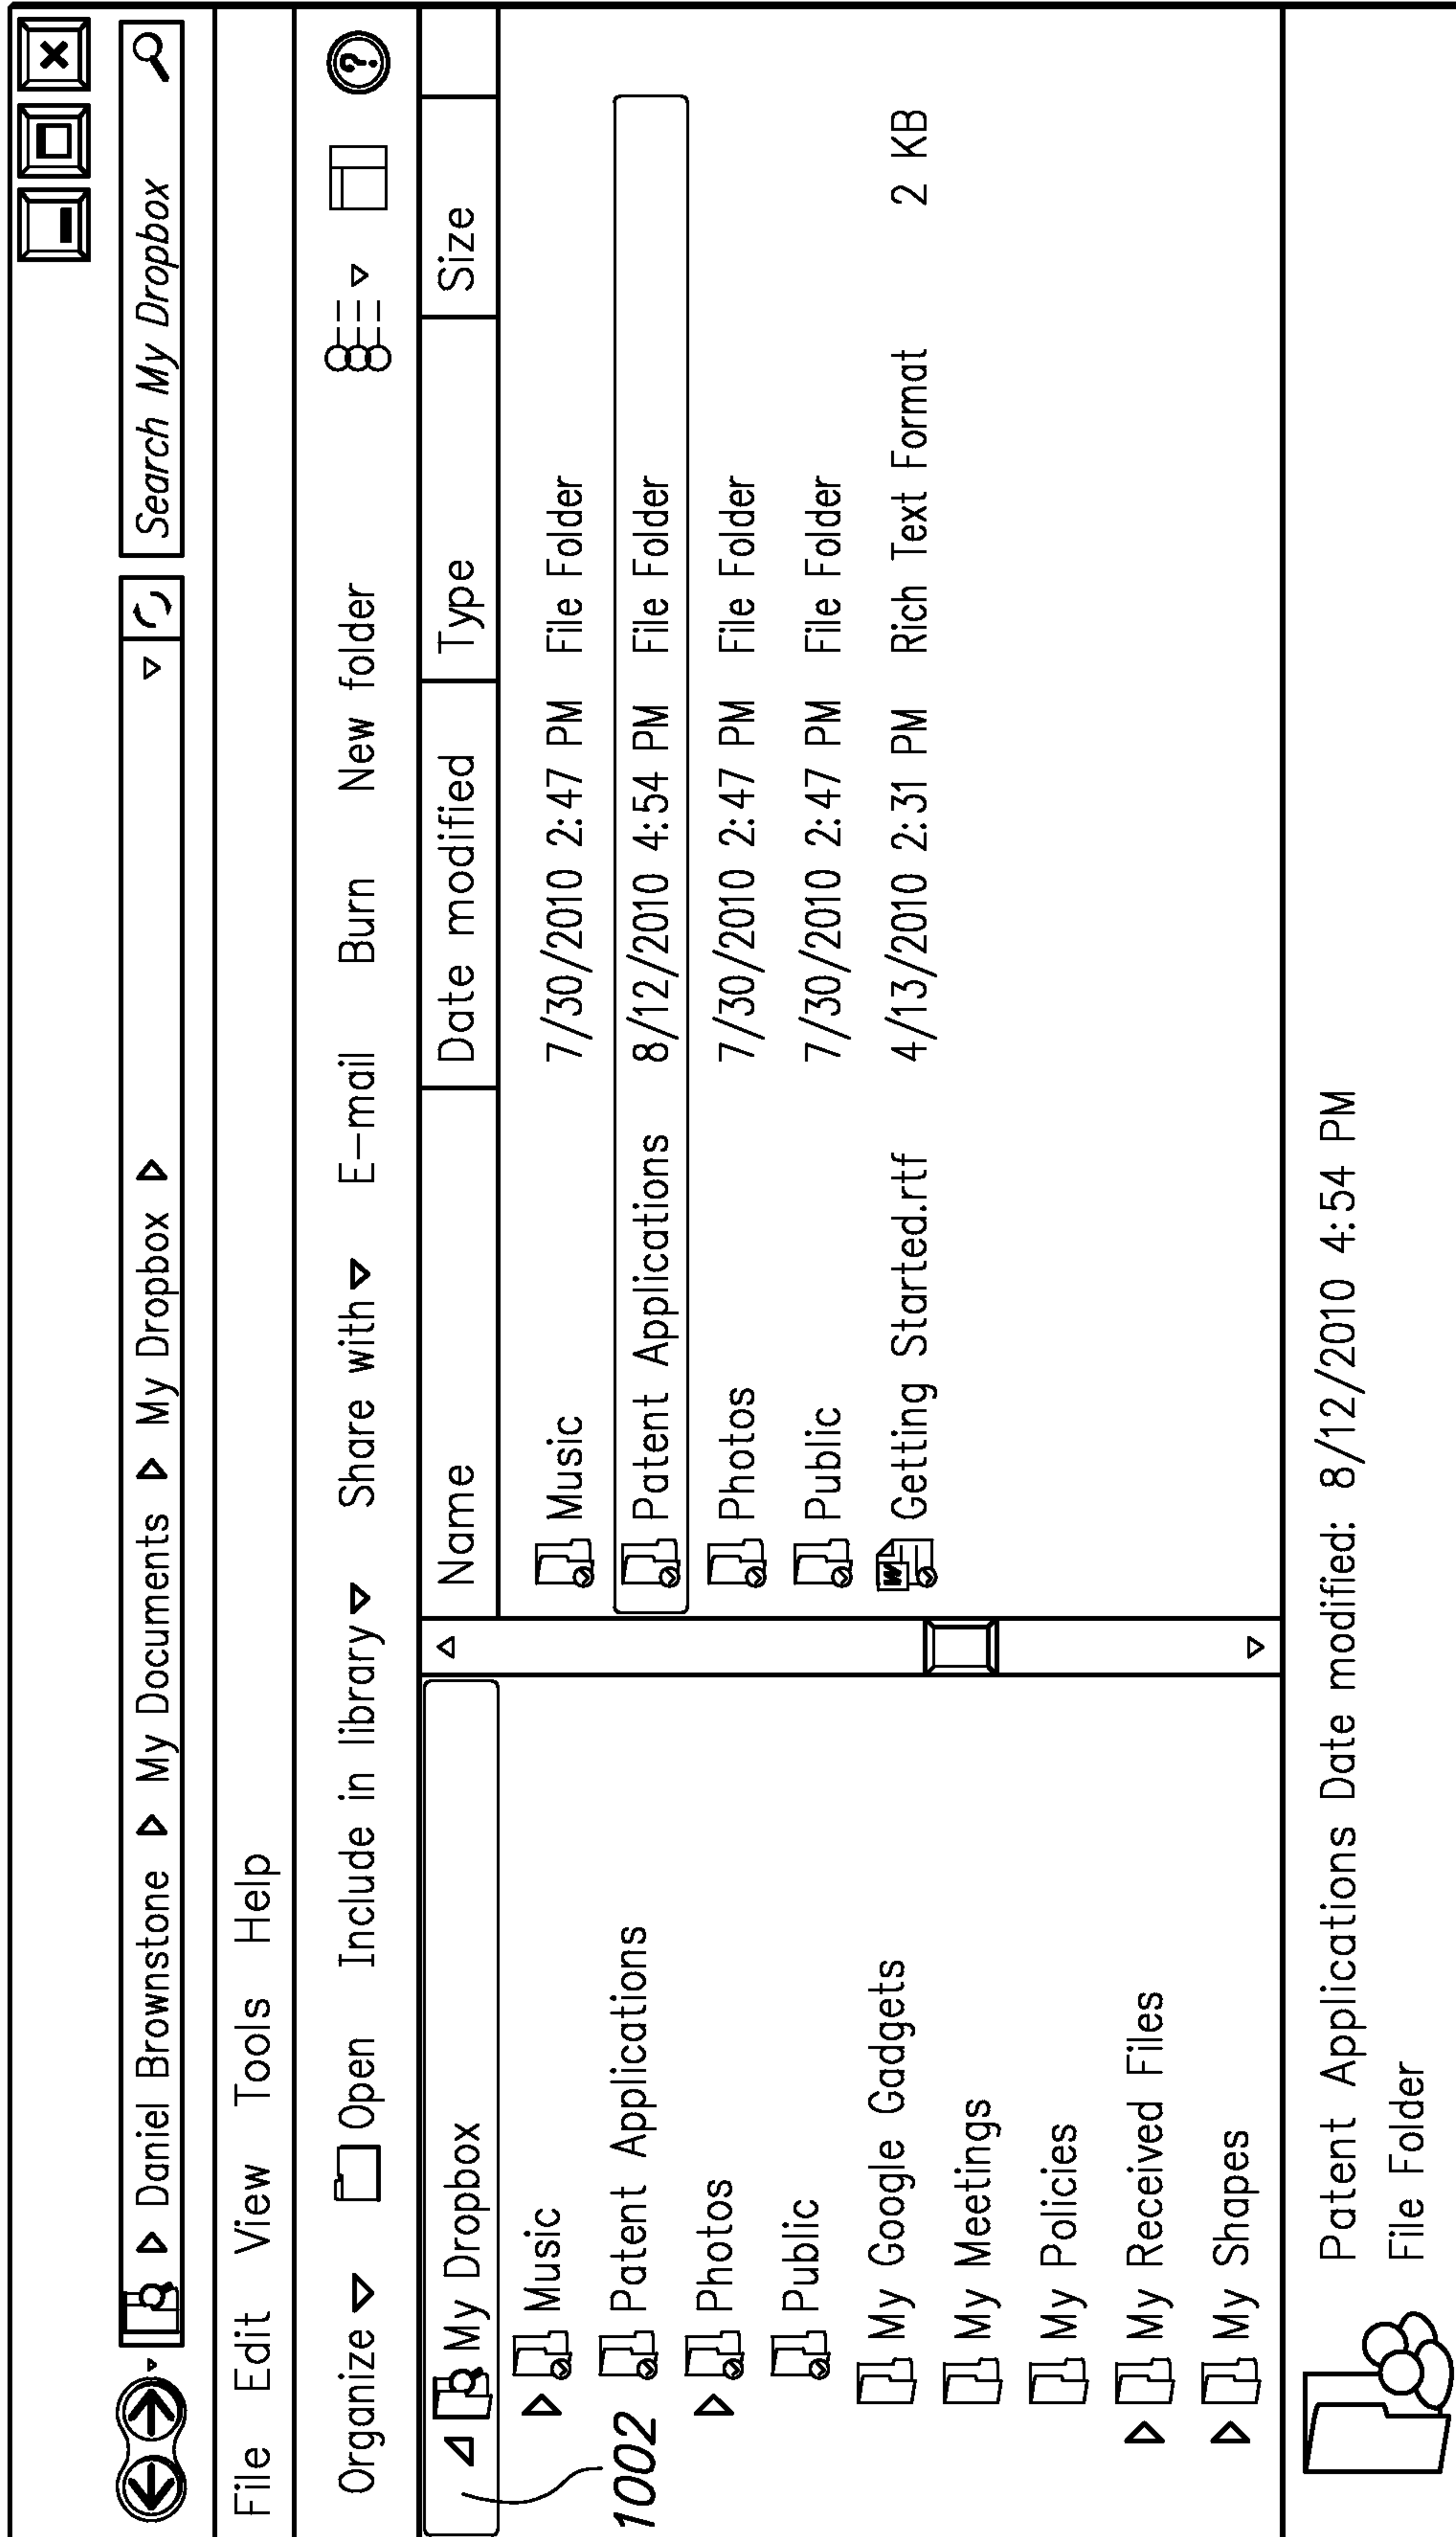 Daniel Brownstone My Documents My Dropbox Search My Dropbox
File Edit View Tools Help
Organize Open Include in library Share with E-mail Burn New folder ?
My Dropbox
Music
Patent Applications
Photos
Public
My Google Gadgets
My Meetings
My Policies
My Received Files
My Shapes
1002
Name Date modified Type Size
Music 7/30/2010 2:47 PM File Folder
Patent Applications 8/12/2010 4:54 PM File Folder
Photos 7/30/2010 2:47 PM File Folder
Public 7/30/2010 2:47 PM File Folder
W Getting Started.rtf 4/13/2010 2:31 PM Rich Text Format 2 KB
Patent Applications Date modified: 8/12/2010 4:54 PM
File Folder